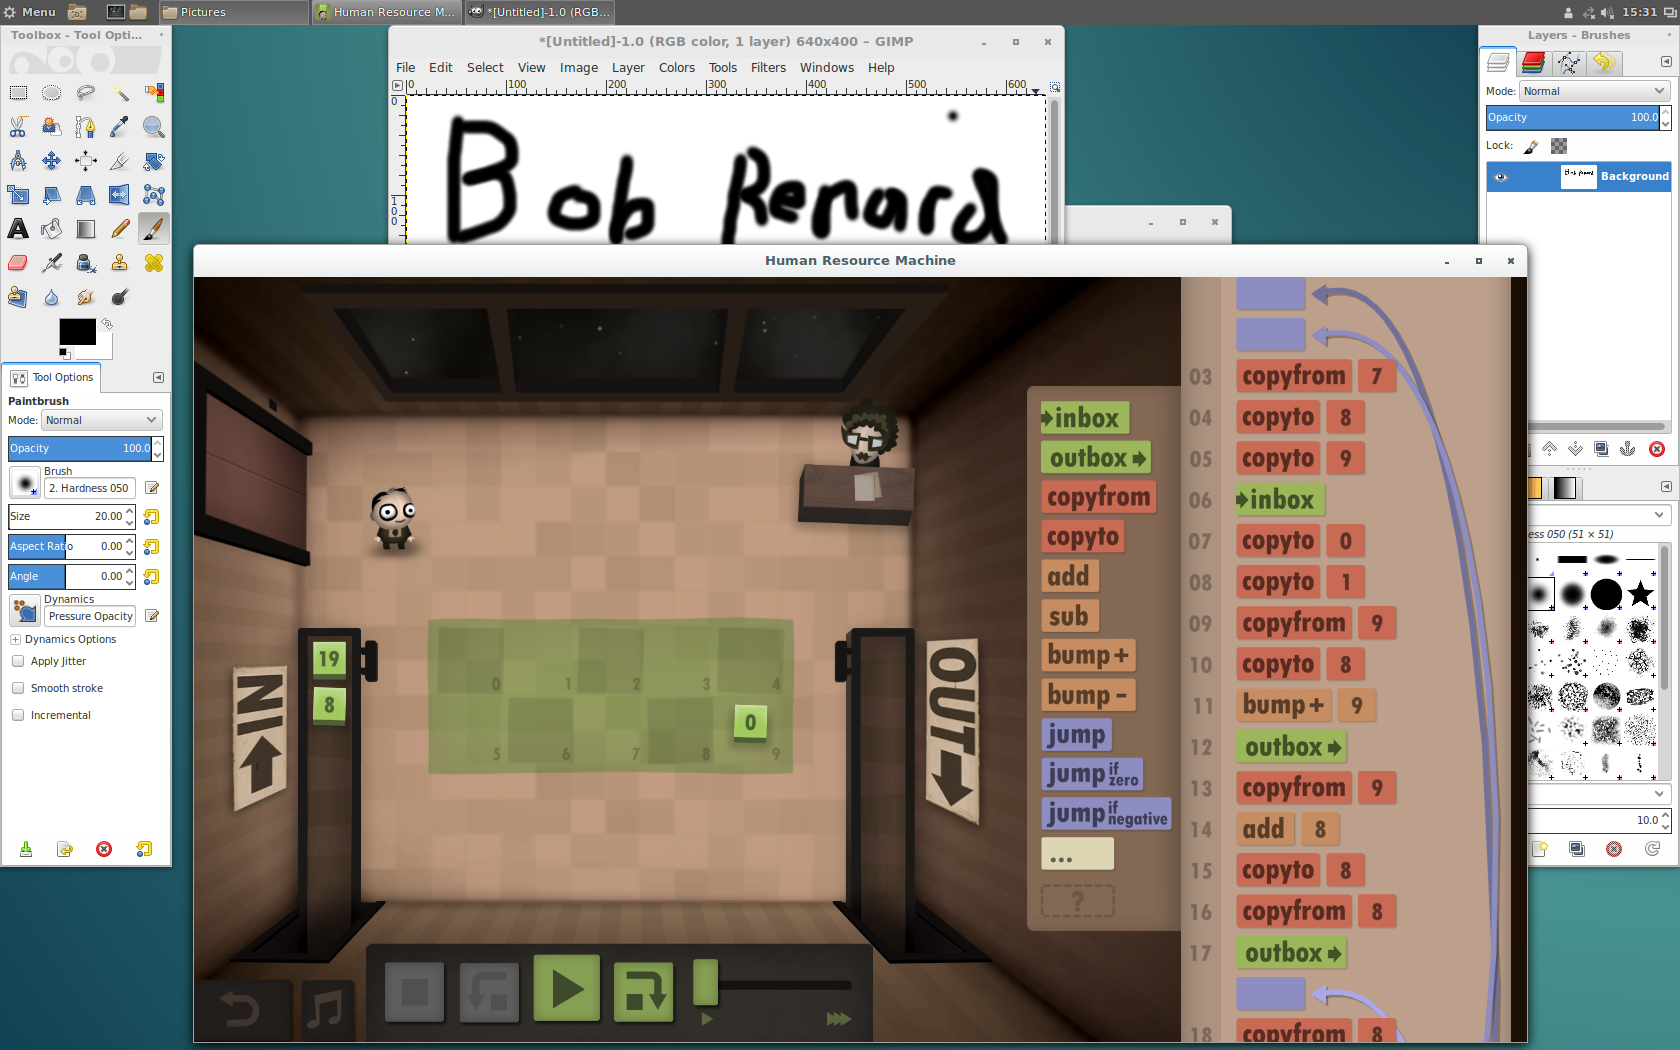 Menu
Pictures
Human Resource M...
*[Untitled]-1.0 (RGB...
15:31
Toolbox - Tool Opti...
Tool Options
Paintbrush
Mode: Normal
Opacity 100.0
Brush
2. Hardness 050
Size 20.00
Aspect Ratio 0.00
Angle 0.00
Dynamics
Pressure Opacity
Dynamics Options
Apply Jitter
Smooth stroke
Incremental
*[Untitled]-1.0 (RGB color, 1 layer) 640x400 – GIMP
File Edit Select View Image Layer Colors Tools Filters Windows Help
0 100 200 300 400 500 600
0
100
Bob Renard
Human Resource Machine
IN
19
8
0 1 2 3 4
5 6 7 8 9
0
OUT
inbox
outbox
copyfrom
copyto
add
sub
bump+
bump-
jump
jump if zero
jump if negative
...
?
03 copyfrom 7
04 copyto 8
05 copyto 9
06 inbox
07 copyto 0
08 copyto 1
09 copyfrom 9
10 copyto 8
11 bump+ 9
12 outbox
13 copyfrom 9
14 add 8
15 copyto 8
16 copyfrom 8
17 outbox
18 copyfrom 8
Layers - Brushes
Mode: Normal
Opacity 100.0
Lock:
Background
ess 050 (51 × 51)
10.0